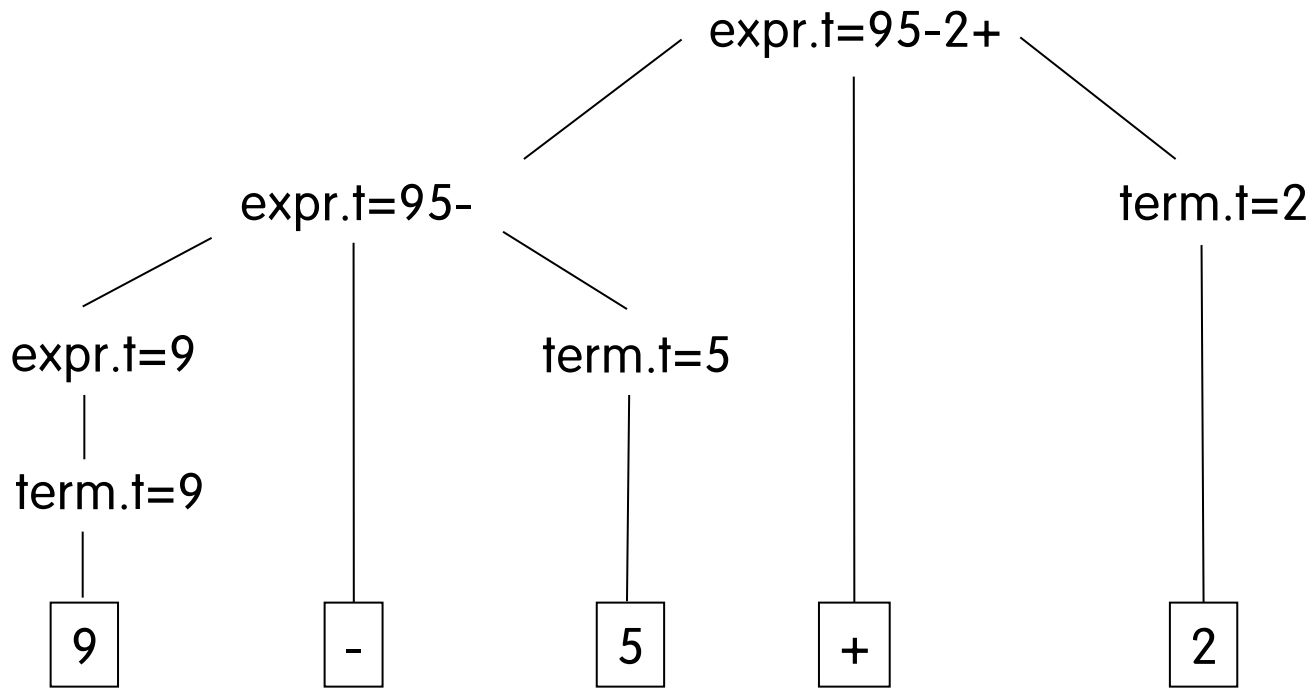 expr.t=95-2+
expr.t=95-
term.t=2
expr.t=9
term.t=5
term.t=9
9
-
5
+
2